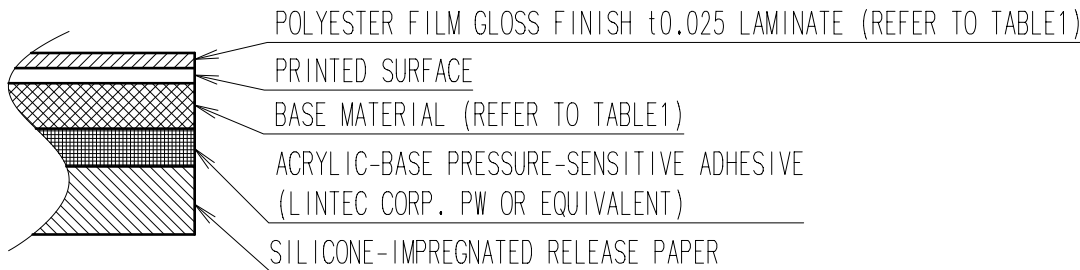 POLYESTER FILM GLOSS FINISH t0.025 LAMINATE (REFER TO TABLE1)
PRINTED SURFACE
BASE MATERIAL (REFER TO TABLE1)
ACRYLIC-BASE PRESSURE-SENSITIVE ADHESIVE
(LINTEC CORP. PW OR EQUIVALENT)
SILICONE-IMPREGNATED RELEASE PAPER